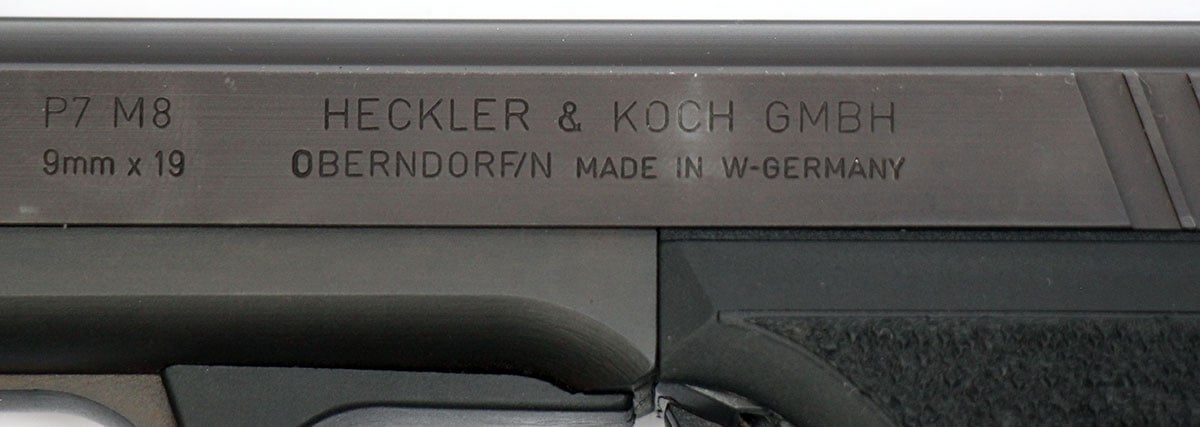 P7 M8
9mm x 19
HECKLER & KOCH GMBH
OBERNDORF/N MADE IN W-GERMANY